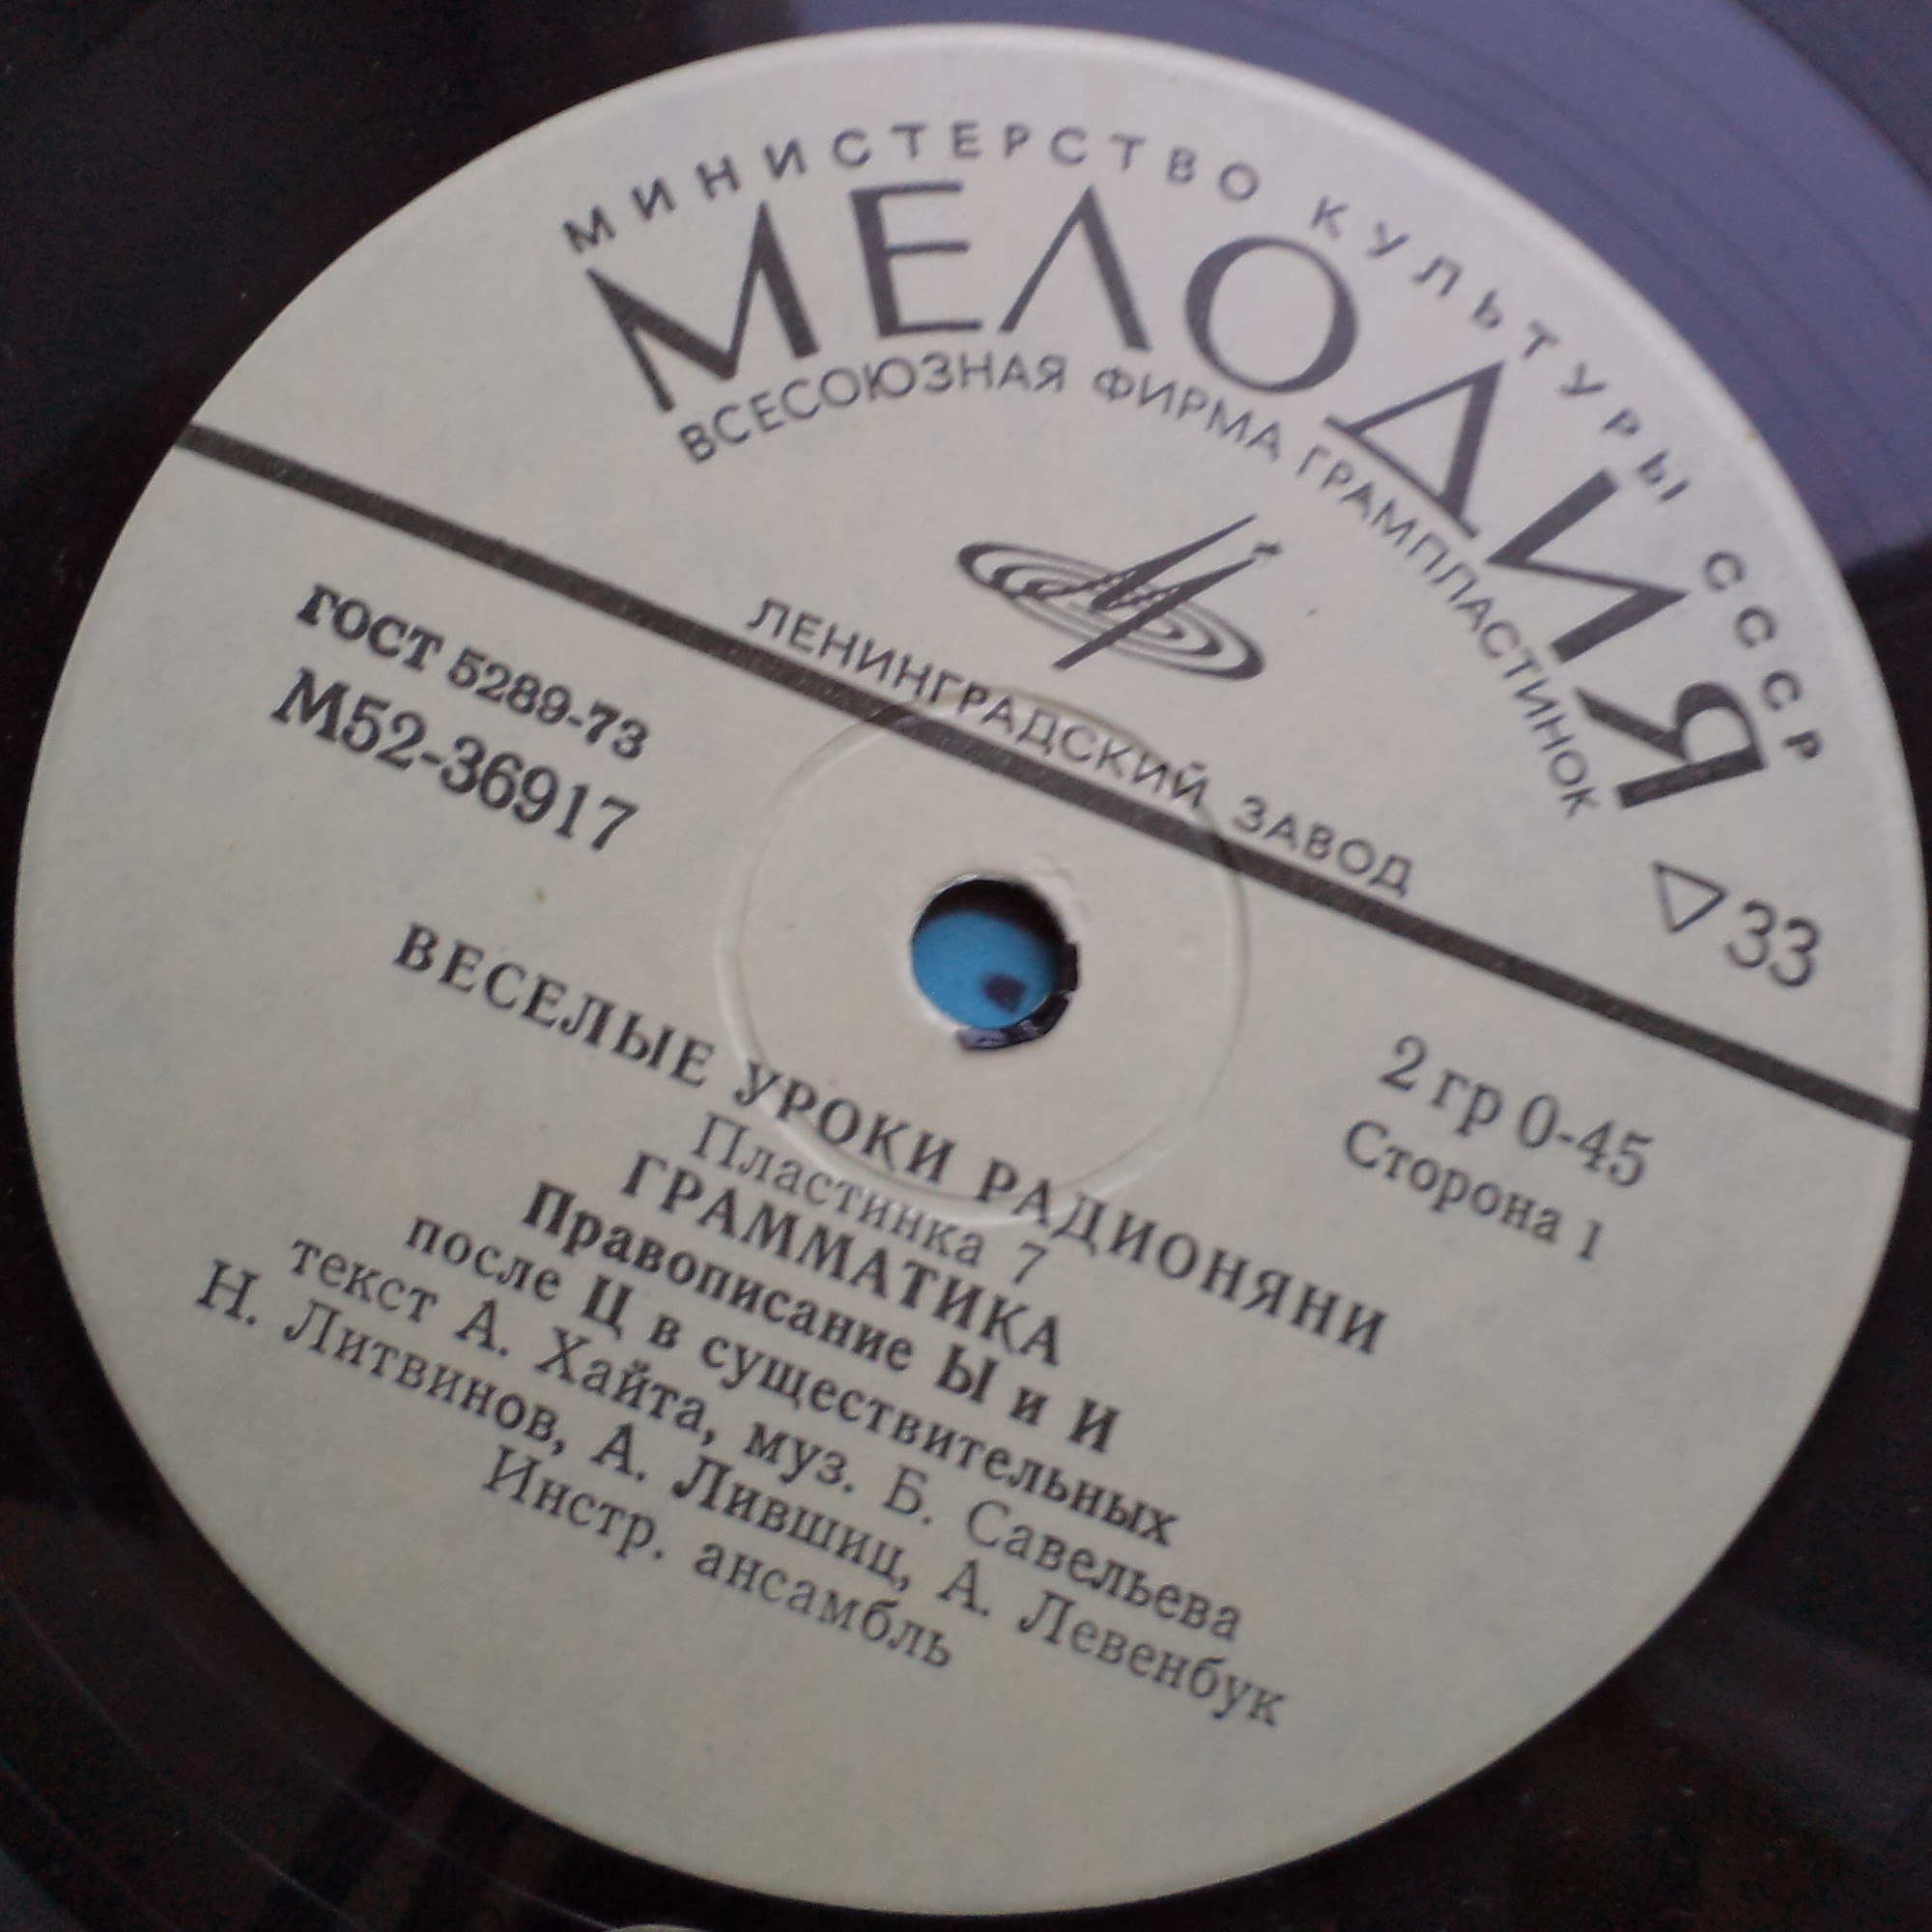 МИНИСТЕРСТВО КУЛЬТУРЫ СССР
МЕЛОДИЯ
ВСЕСОЮЗНАЯ ФИРМА ГРАМПЛАСТИНОК
ЛЕНИНГРАДСКИЙ ЗАВОД
33
ГОСТ 5289-73
М52-36917
2 гр 0-45
Сторона 1
ВЕСЕЛЫЕ УРОКИ РАДИОНЯНИ
Пластинка 7
ГРАММАТИКА
Правописание Ы и И
после Ц в существительных
текст А. Хайта, муз. Б. Савельева
Н. Литвинов, А. Лившиц, А. Левенбук
Инстр. ансамбль